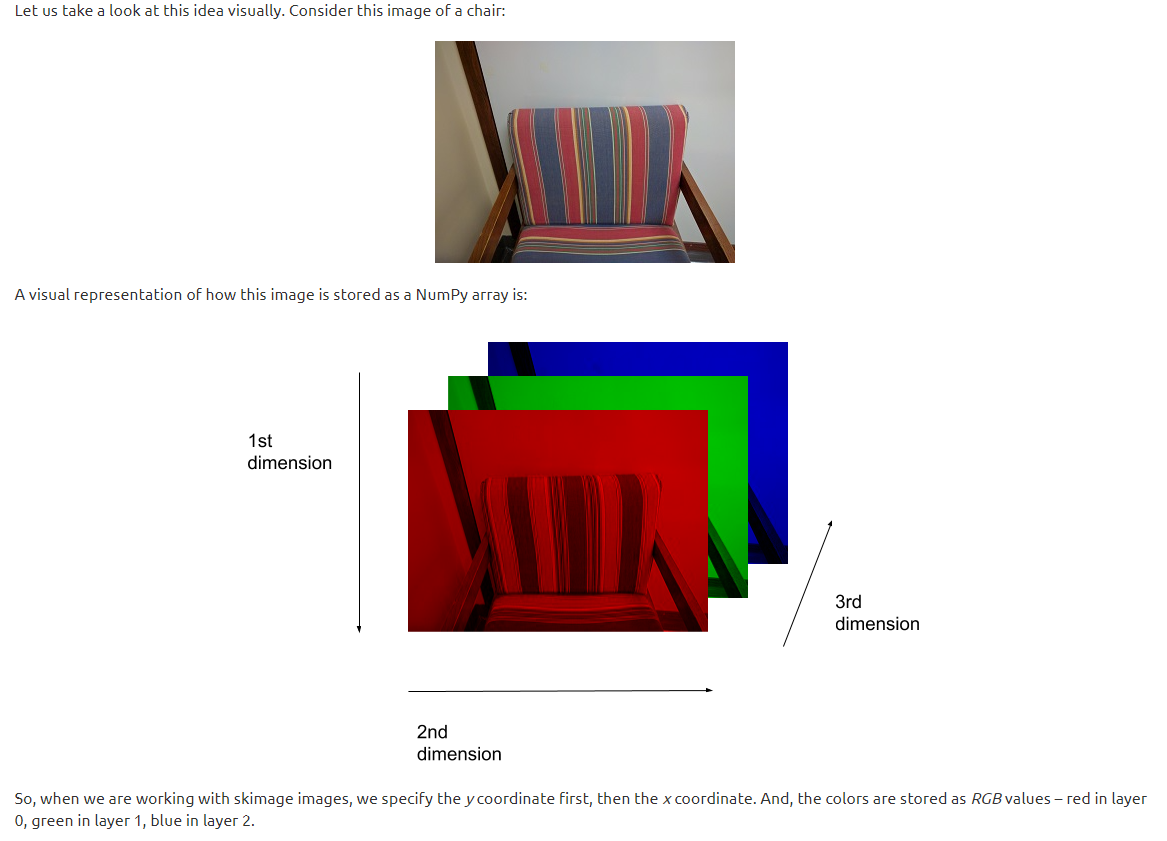 Let us take a look at this idea visually. Consider this image of a chair:
A visual representation of how this image is stored as a NumPy array is:
1st
dimension
3rd
dimension
2nd
dimension
So, when we are working with skimage images, we specify the y coordinate first, then the x coordinate. And, the colors are stored as RGB values – red in layer
0, green in layer 1, blue in layer 2.